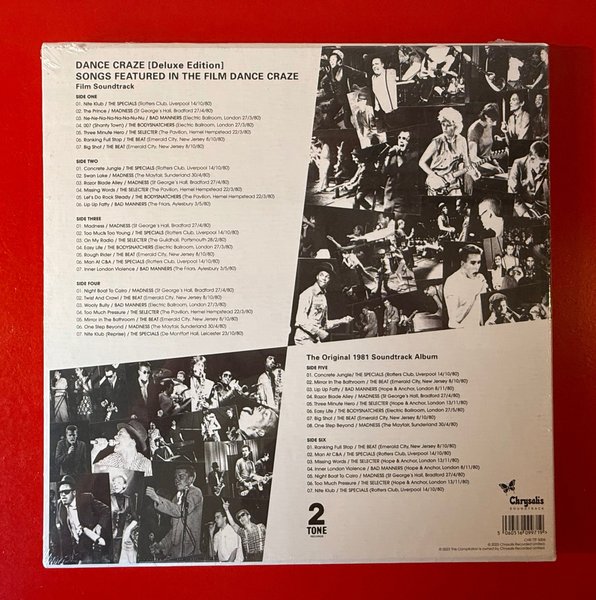 DANCE CRAZE [Deluxe Edition]
SONGS FEATURED IN THE FILM DANCE CRAZE
Film Soundtrack
SIDE ONE
01. Nite Klub / THE SPECIALS (Rotters Club, Liverpool 14/10/80)
02. The Prince / MADNESS (St George's Hall, Bradford 27/4/80)
03. Ne-Ne-Na-Na-Na-Na-Nu-Nu / BAD MANNERS (Electric Ballroom, London 27/3/80)
04. 007 (Shanty Town) / THE BODYSNATCHERS (Electric Ballroom, London 27/3/80)
05. Three Minute Hero / THE SELECTER (The Pavilion, Hemel Hempstead 22/3/80)
06. Ranking Full Stop / THE BEAT (Emerald City, New Jersey 8/10/80)
07. Big Shot / THE BEAT (Emerald City, New Jersey 8/10/80)
SIDE TWO
01. Concrete Jungle / THE SPECIALS (Rotters Club, Liverpool 14/10/80)
02. Swan Lake / MADNESS (The Mayfair, Sunderland 30/4/80)
03. Razor Blade Alley / MADNESS (St George's Hall, Bradford 27/4/80)
04. Missing Words / THE SELECTER (The Pavilion, Hemel Hempstead 22/3/80)
05. Let's Do Rock Steady / THE BODYSNATCHERS (The Pavilion, Hemel Hempstead 22/3/80)
06. Lip Up Fatty / BAD MANNERS (The Friars, Aylesbury 3/5/80)
SIDE THREE
01. Madness / MADNESS (St George's Hall, Bradford 27/4/80)
02. Too Much Too Young / THE SPECIALS (Rotters Club, Liverpool 14/10/80)
03. On My Radio / THE SELECTER (The Guildhall, Portsmouth 28/2/80)
04. Easy Life / THE BODYSNATCHERS (Electric Ballroom, London 27/3/80)
05. Rough Rider / THE BEAT (Emerald City, New Jersey 8/10/80)
06. Man At C&A / THE SPECIALS (Rotters Club, Liverpool 14/10/80)
07. Inner London Violence / BAD MANNERS (The Friars, Aylesbury 3/5/80)
SIDE FOUR
01. Night Boat To Cairo / MADNESS (St George's Hall, Bradford 27/4/80)
02. Twist And Crawl / THE BEAT (Emerald City, New Jersey 8/10/80)
03. Wooly Bully / BAD MANNERS (Electric Ballroom, London 27/3/80)
04. Too Much Pressure / THE SELECTER (The Pavilion, Hemel Hempstead 22/3/80)
05. Mirror In The Bathroom / THE BEAT (Emerald City, New Jersey 8/10/80)
06. One Step Beyond / MADNESS (The Mayfair, Sunderland 30/4/80)
07. Nite Klub (Reprise) / THE SPECIALS (De Montfort Hall, Leicester 23/10/80)
The Original 1981 Soundtrack Album
SIDE FIVE
01. Concrete Jungle/ THE SPECIALS (Rotters Club, Liverpool 14/10/80)
02. Mirror In The Bathroom / THE BEAT (Emerald City, New Jersey 8/10/80)
03. Lip Up Fatty / BAD MANNERS (Hope & Anchor, London 8/11/80)
04. Razor Blade Alley / MADNESS (St George's Hall, Bradford 27/4/80)
05. Three Minute Hero / THE SELECTER (Hope & Anchor, London 13/11/80)
06. Easy Life / THE BODYSNATCHERS (Electric Ballroom, London 27/5/80)
07. Big Shot / THE BEAT (Emerald City, New Jersey 8/10/80)
08. One Step Beyond / MADNESS (The Mayfair, Sunderland 30/4/80)
SIDE SIX
01. Ranking Full Stop / THE BEAT (Emerald City, New Jersey 8/10/80)
02. Man At C&A / THE SPECIALS (Rotters Club, Liverpool 14/10/80)
03. Missing Words / THE SELECTER (Hope & Anchor, London 13/11/80)
04. Inner London Violence / BAD MANNERS (Hope & Anchor, London 8/11/80)
05. Night Boat To Cairo / MADNESS (St George's Hall, Bradford 27/4/80)
06. Too Much Pressure / THE SELECTER (Hope & Anchor, London 13/11/80)
07. Nite Klub / THE SPECIALS (Rotters Club, Liverpool 14/10/80)
2
TONE
RECORDS
Chrysalis
SOUNDTRACK
5 060516 099219
℗ 2023 Chrysalis Recorded Limited.
© 2023 This Compilation is owned by Chrysalis Recorded Limited.